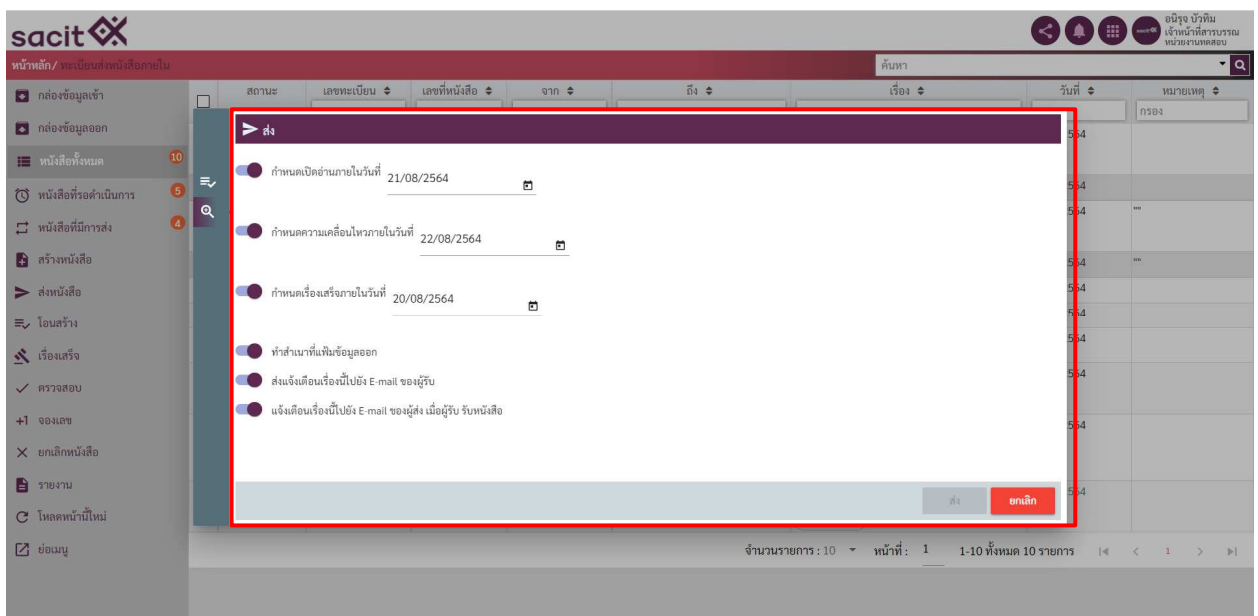 sacit
อนิรุจ บัวทิม
เจ้าหน้าที่สารบรรณ
หน่วยงานทดสอบ
หน้าหลัก/ ทะเบียนส่งหนังสือภายใน
ค้นหา
กล่องข้อมูลเข้า
กล่องข้อมูลออก
หนังสือทั้งหมด 10
หนังสือที่รอดำเนินการ 5
หนังสือที่มีการส่ง 4
สร้างหนังสือ
ส่งหนังสือ
โอนสร้าง
เรื่องเสร็จ
ตรวจสอบ
+1 จองเลข
ยกเลิกหนังสือ
รายงาน
โหลดหน้านี้ใหม่
ย่อเมนู
สถานะ เลขทะเบียน เลขที่หนังสือ จาก ถึง เรื่อง วันที่ หมายเหตุ
กรอง
ส่ง
กำหนดเปิดอ่านภายในวันที่ 21/08/2564
กำหนดความเคลื่อนไหวภายในวันที่ 22/08/2564
กำหนดเรื่องเสร็จภายในวันที่ 20/08/2564
ทำสำเนาที่แฟ้มข้อมูลออก
ส่งแจ้งเตือนเรื่องนี้ไปยัง E-mail ของผู้รับ
แจ้งเตือนเรื่องนี้ไปยัง E-mail ของผู้ส่ง เมื่อผู้รับ รับหนังสือ
ส่ง ยกเลิก
จำนวนรายการ : 10 หน้าที่ : 1 1-10 ทั้งหมด 10 รายการ 1